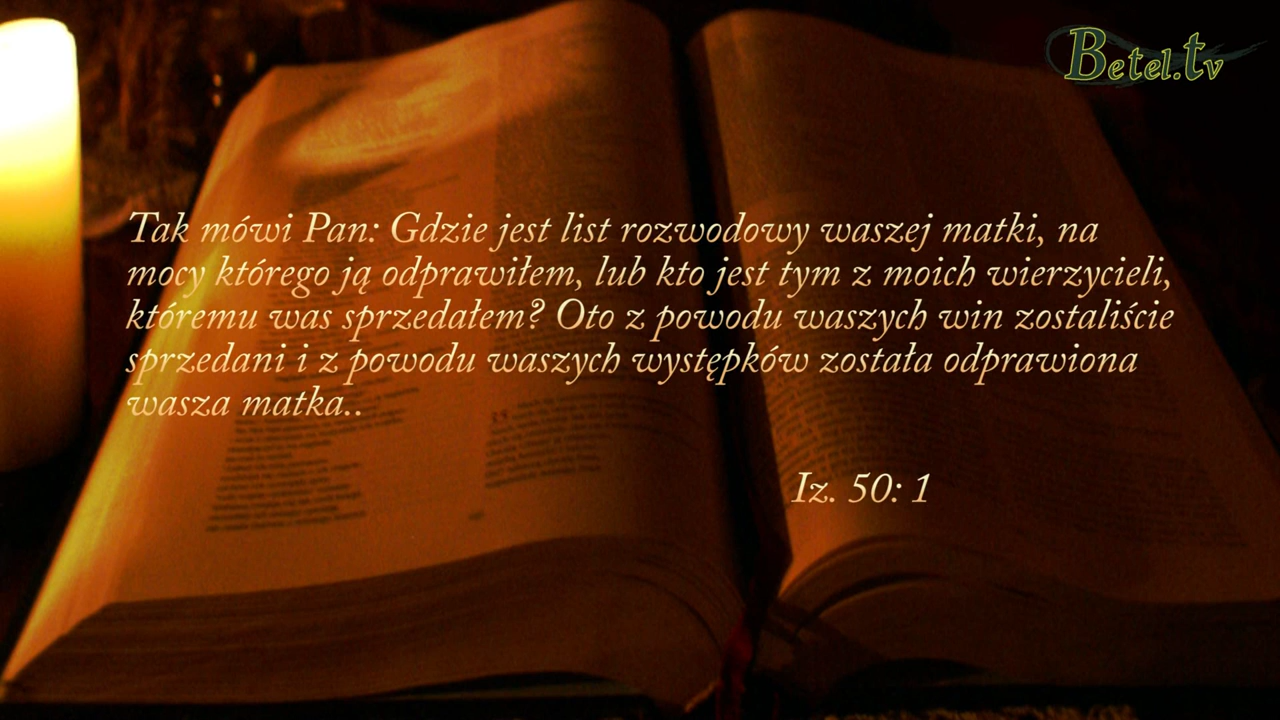 Betel.tv
Tak mówi Pan: Gdzie jest list rozwodowy waszej matki, na
mocy którego ją odprawiłem, lub kto jest tym z moich wierzycieli,
któremu was sprzedałem? Oto z powodu waszych win zostaliście
sprzedani i z powodu waszych występków została odprawiona
wasza matka..
Iz. 50: 1